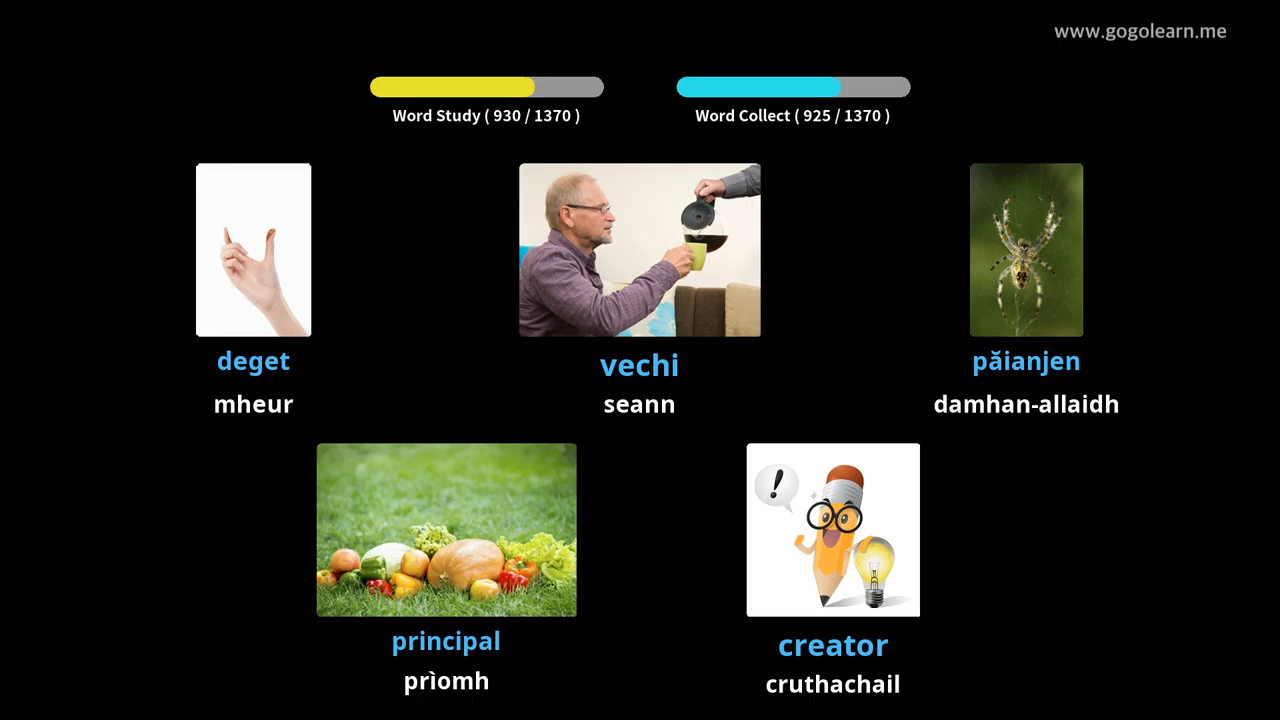 www.gogolearn.me
Word Study ( 930 / 1370 )
Word Collect ( 925 / 1370 )
deget
vechi
păianjen
mheur
seann
damhan-allaidh
principal
creator
prìomh
cruthachail